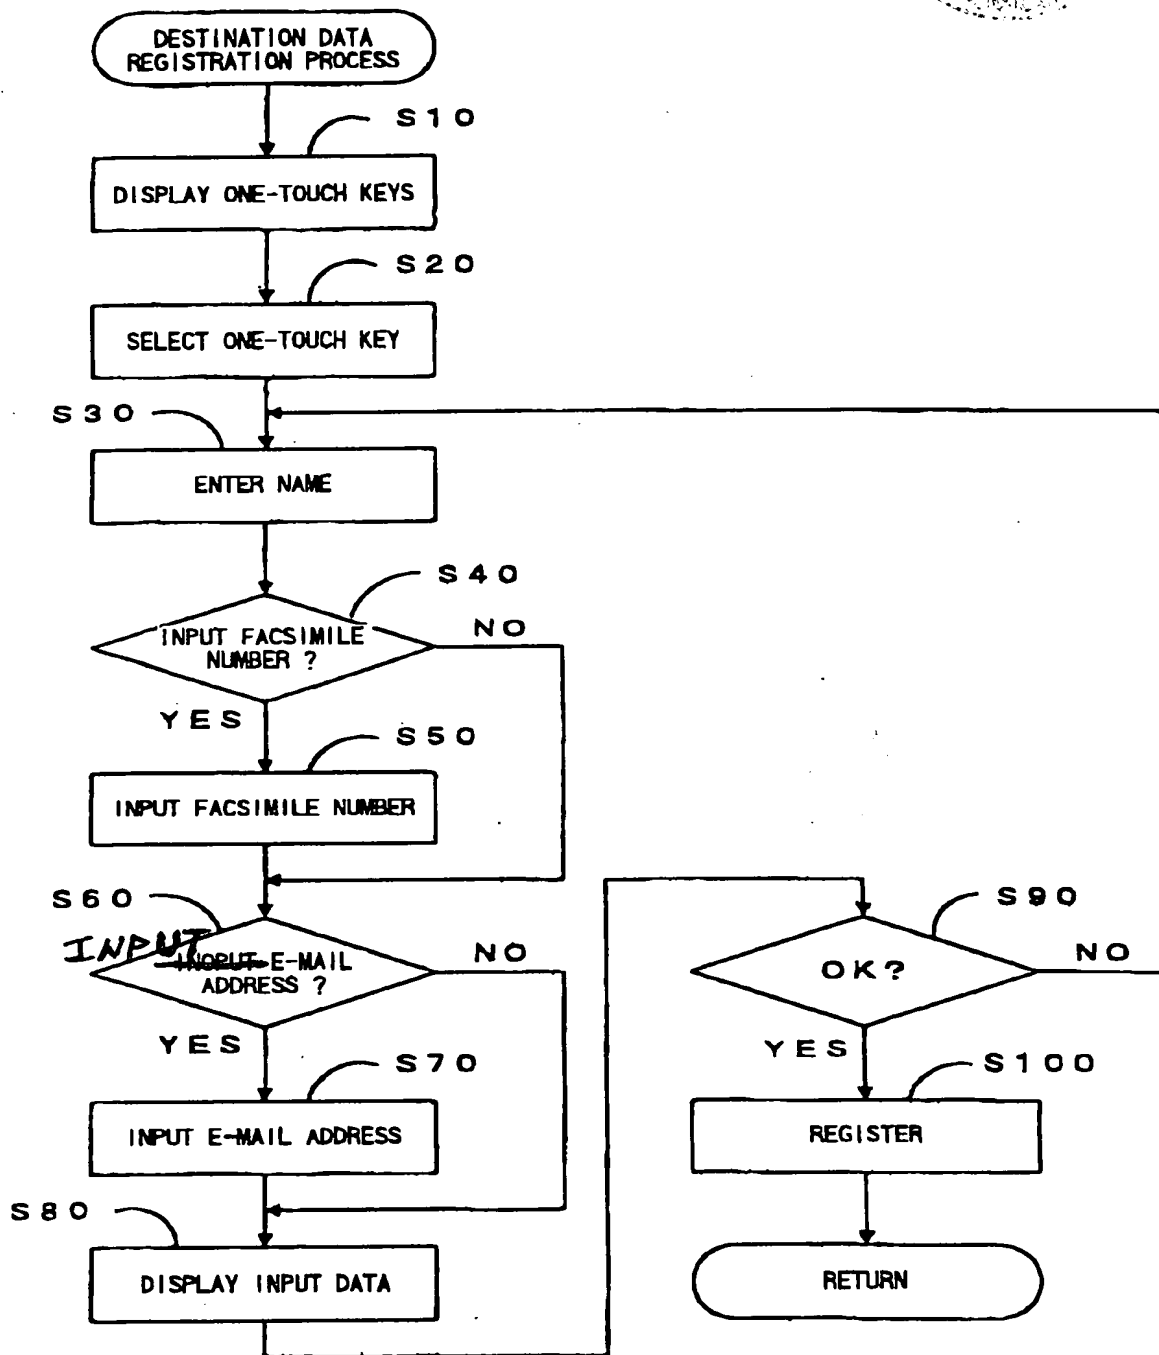 DESTINATION DATA
REGISTRATION PROCESS
S10
DISPLAY ONE-TOUCH KEYS
S20
SELECT ONE-TOUCH KEY
S30
ENTER NAME
S40
INPUT FACSIMILE
NUMBER ?
NO
YES
S50
INPUT FACSIMILE NUMBER
S60
INPUT
INOPUT E-MAIL
ADDRESS ?
NO
YES
S70
INPUT E-MAIL ADDRESS
S80
DISPLAY INPUT DATA
S90
OK?
NO
YES
S100
REGISTER
RETURN